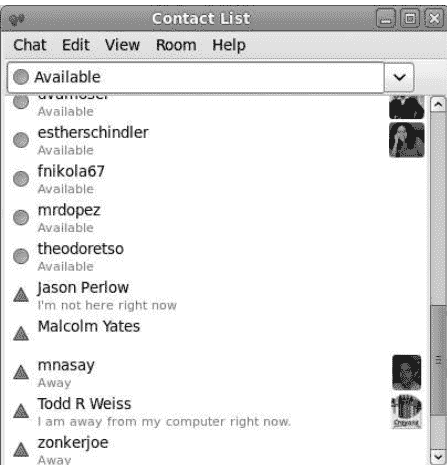 Contact List
Chat Edit View Room Help
Available
Available
estherschindler
Available
fnikola67
Available
mrdopez
Available
theodoretso
Available
Jason Perlow
I'm not here right now
Malcolm Yates
mnasay
Away
Todd R Weiss
I am away from my computer right now.
zonkerjoe
Away